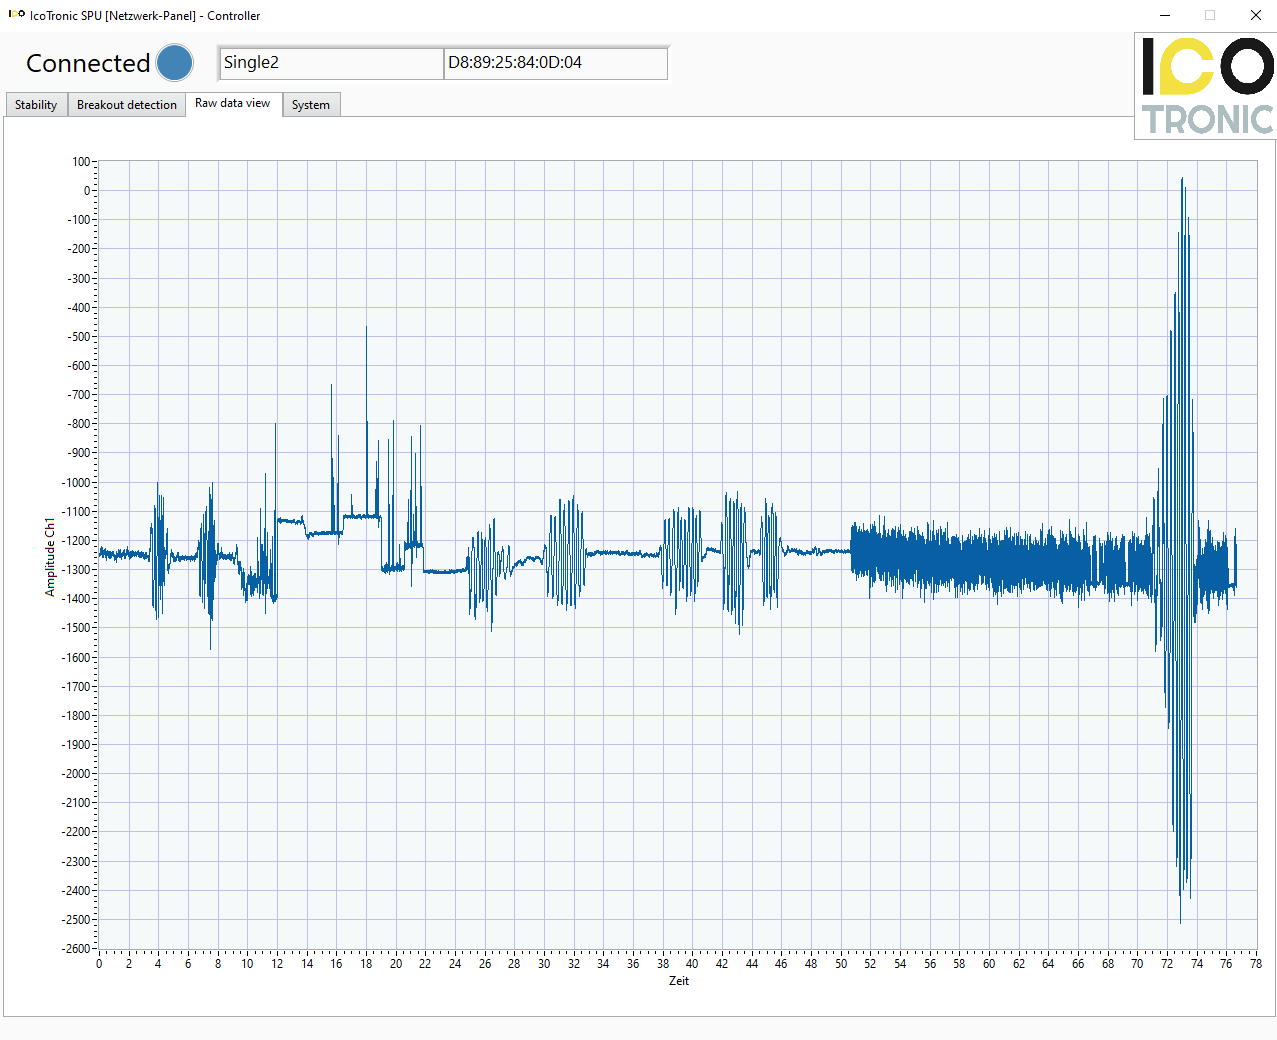 IcoTronic SPU [Netzwerk-Panel] - Controller
Connected
Single2
D8:89:25:84:0D:04
ICO
TRONIC
Stability
Breakout detection
Raw data view
System
100
0
-100
-200
-300
-400
-500
-600
-700
-800
-900
-1000
-1100
-1200
-1300
-1400
-1500
-1600
-1700
-1800
-1900
-2000
-2100
-2200
-2300
-2400
-2500
-2600
Amplitude Ch1
0 2 4 6 8 10 12 14 16 18 20 22 24 26 28 30 32 34 36 38 40 42 44 46 48 50 52 54 56 58 60 62 64 66 68 70 72 74 76 78
Zeit